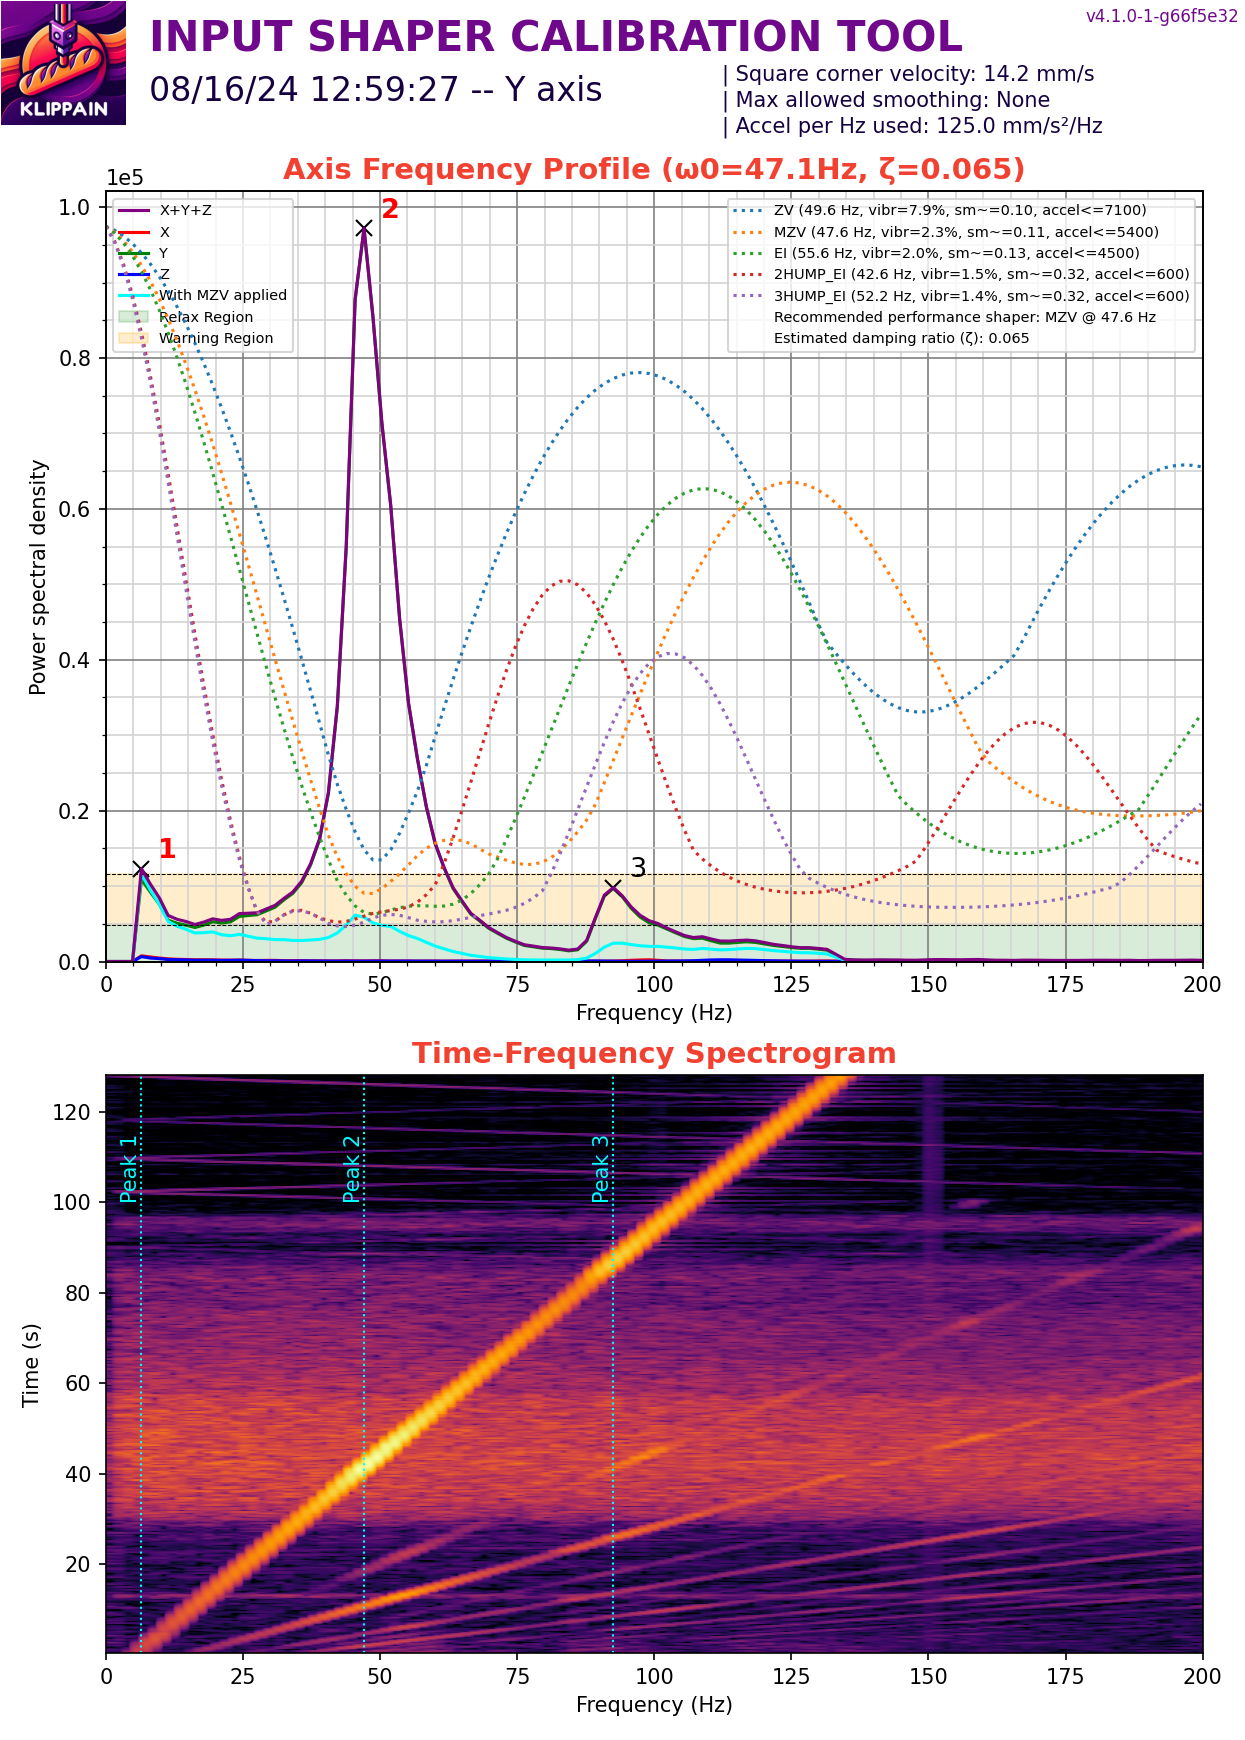 v4.1.0-1-g66f5e32
INPUT SHAPER CALIBRATION TOOL
KLIPPAIN
08/16/24 12:59:27 -- Y axis
| Square corner velocity: 14.2 mm/s
| Max allowed smoothing: None
| Accel per Hz used: 125.0 mm/s²/Hz
Axis Frequency Profile (ω0=47.1Hz, ζ=0.065)
1e5
X+Y+Z
X
Y
Z
With MZV applied
Relax Region
Warning Region
ZV (49.6 Hz, vibr=7.9%, sm~=0.10, accel<=7100)
MZV (47.6 Hz, vibr=2.3%, sm~=0.11, accel<=5400)
EI (55.6 Hz, vibr=2.0%, sm~=0.13, accel<=4500)
2HUMP_EI (42.6 Hz, vibr=1.5%, sm~=0.32, accel<=600)
3HUMP_EI (52.2 Hz, vibr=1.4%, sm~=0.32, accel<=600)
Recommended performance shaper: MZV @ 47.6 Hz
Estimated damping ratio (ζ): 0.065
1
2
3
Power spectral density
1.0
0.8
0.6
0.4
0.2
0.0
0 25 50 75 100 125 150 175 200
Frequency (Hz)
Time-Frequency Spectrogram
Peak 1
Peak 2
Peak 3
Time (s)
120
100
80
60
40
20
0 25 50 75 100 125 150 175 200
Frequency (Hz)